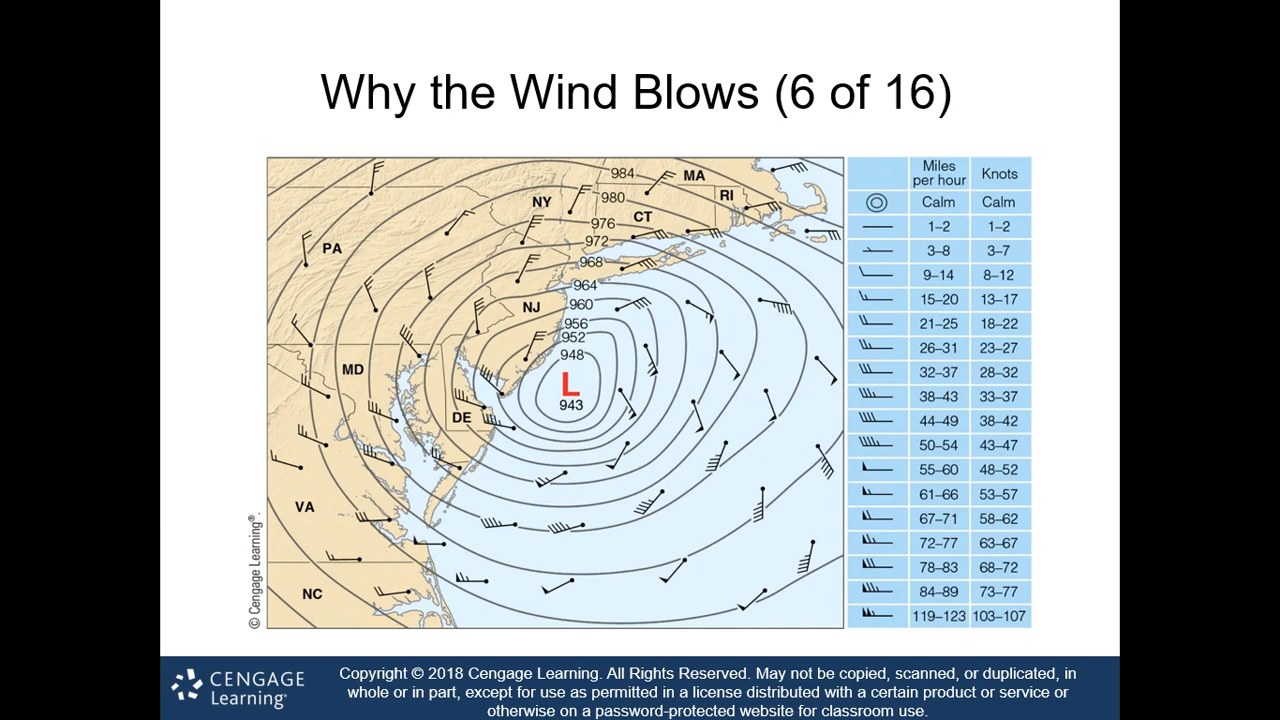 Why the Wind Blows (6 of 16)
984
MA
980
NY
RI
976
CT
972
PA
968
964
960
NJ
956
952
948
MD
L
943
DE
VA
NC
© Cengage Learning®.
Miles per hour Knots
Calm Calm
1–2 1–2
3–8 3–7
9–14 8–12
15–20 13–17
21–25 18–22
26–31 23–27
32–37 28–32
38–43 33–37
44–49 38–42
50–54 43–47
55–60 48–52
61–66 53–57
67–71 58–62
72–77 63–67
78–83 68–72
84–89 73–77
119–123 103–107
CENGAGE
Learning®
Copyright © 2018 Cengage Learning. All Rights Reserved. May not be copied, scanned, or duplicated, in
whole or in part, except for use as permitted in a license distributed with a certain product or service or
otherwise on a password-protected website for classroom use.